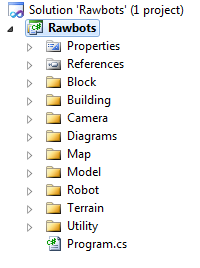 Solution 'Rawbots' (1 project)
Rawbots
Properties
References
Block
Building
Camera
Diagrams
Map
Model
Robot
Terrain
Utility
Program.cs